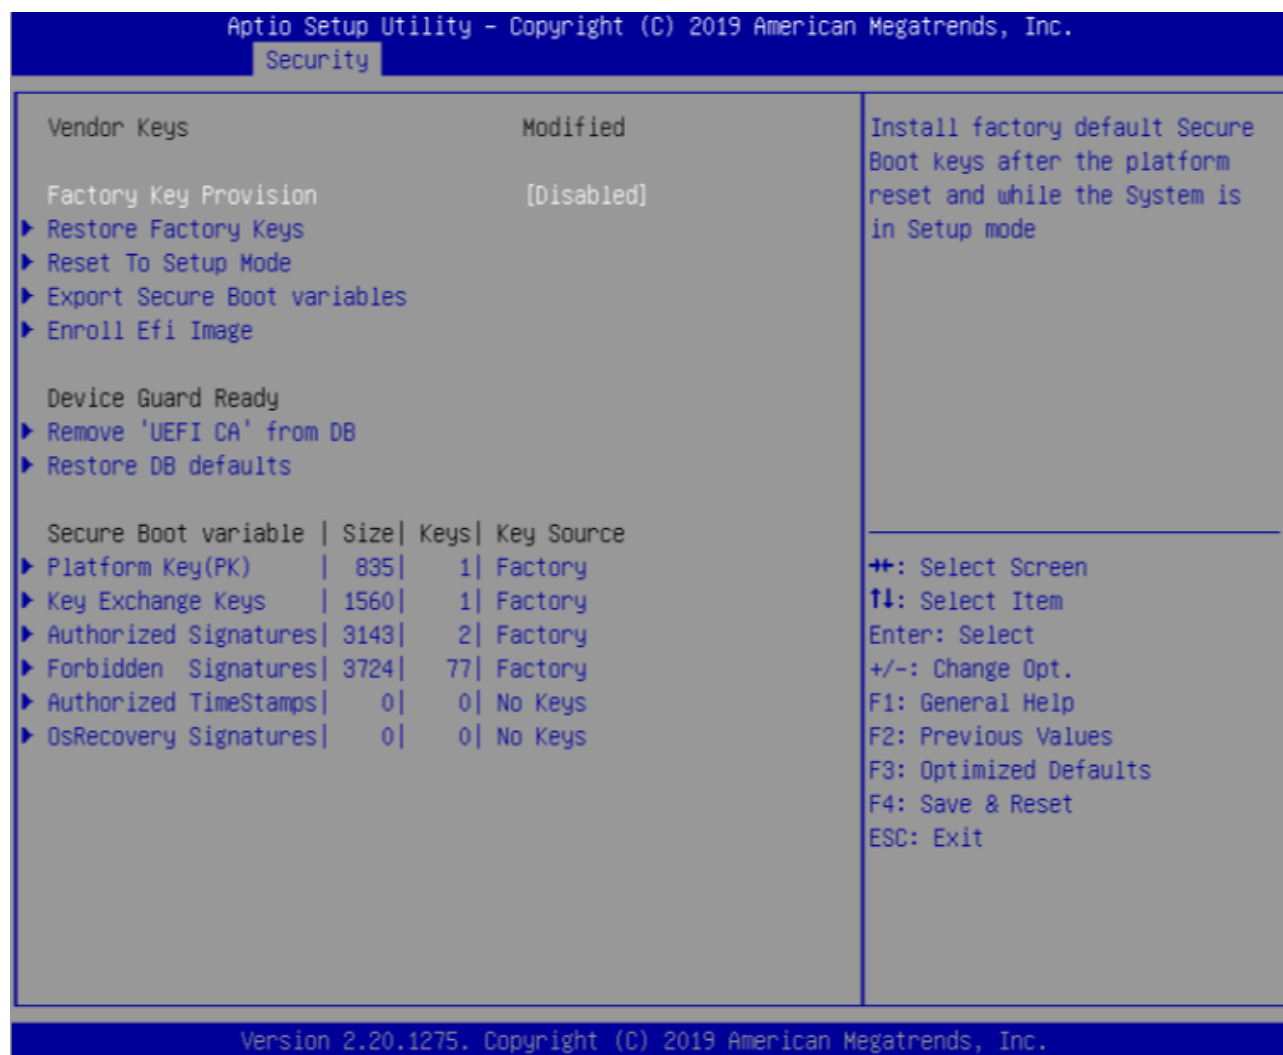 Aptio Setup Utility – Copyright (C) 2019 American Megatrends, Inc.
Security
Vendor Keys Modified
Factory Key Provision [Disabled]
Restore Factory Keys
Reset To Setup Mode
Export Secure Boot variables
Enroll Efi Image
Device Guard Ready
Remove 'UEFI CA' from DB
Restore DB defaults
Secure Boot variable | Size| Keys| Key Source
Platform Key(PK) | 835| 1| Factory
Key Exchange Keys | 1560| 1| Factory
Authorized Signatures| 3143| 2| Factory
Forbidden Signatures| 3724| 77| Factory
Authorized TimeStamps| 0| 0| No Keys
OsRecovery Signatures| 0| 0| No Keys
Install factory default Secure
Boot keys after the platform
reset and while the System is
in Setup mode
→←: Select Screen
↑↓: Select Item
Enter: Select
+/-: Change Opt.
F1: General Help
F2: Previous Values
F3: Optimized Defaults
F4: Save & Reset
ESC: Exit
Version 2.20.1275. Copyright (C) 2019 American Megatrends, Inc.